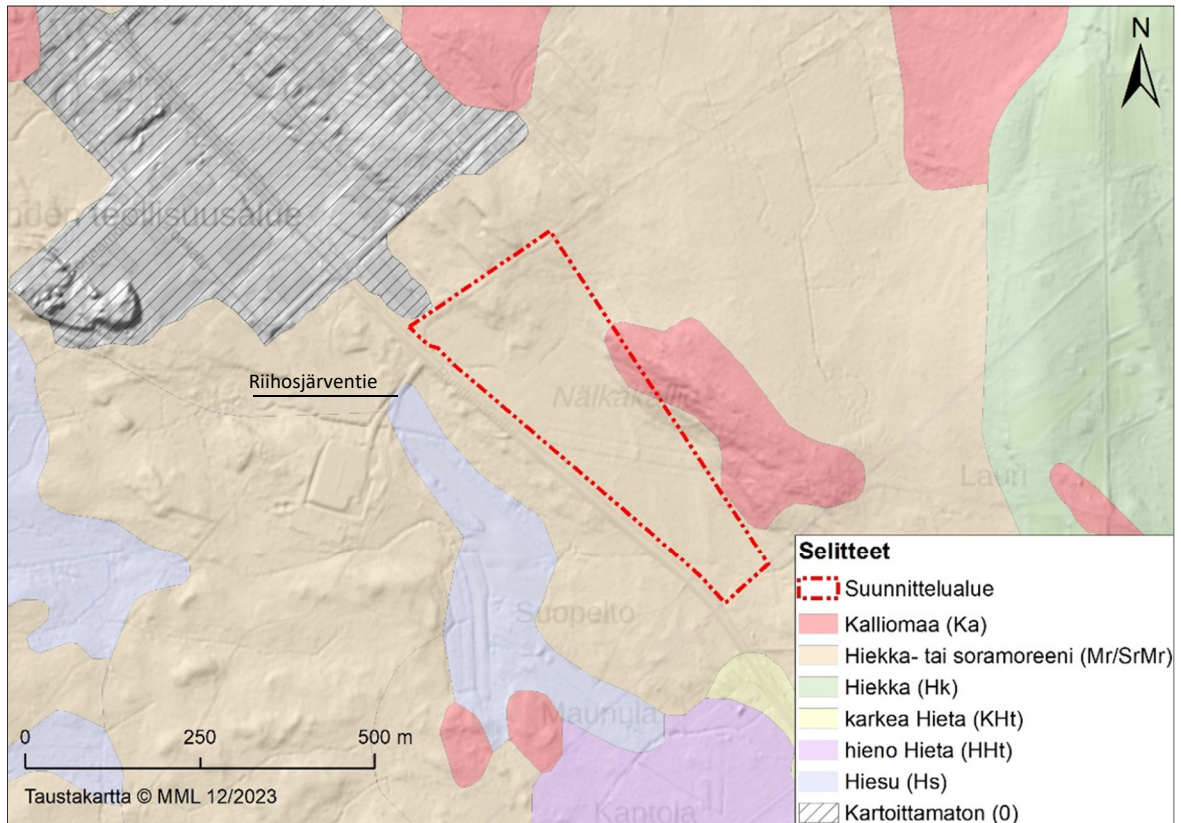 N
nden teollisuusalue
Riihosjärventie
Nälkäkallio
Lauri
Suopelto
Maunula
Kantola
0 250 500 m
Taustakartta © MML 12/2023
Selitteet
Suunnittelualue
Kalliomaa (Ka)
Hiekka- tai soramoreeni (Mr/SrMr)
Hiekka (Hk)
karkea Hieta (KHt)
hieno Hieta (HHt)
Hiesu (Hs)
Kartoittamaton (0)